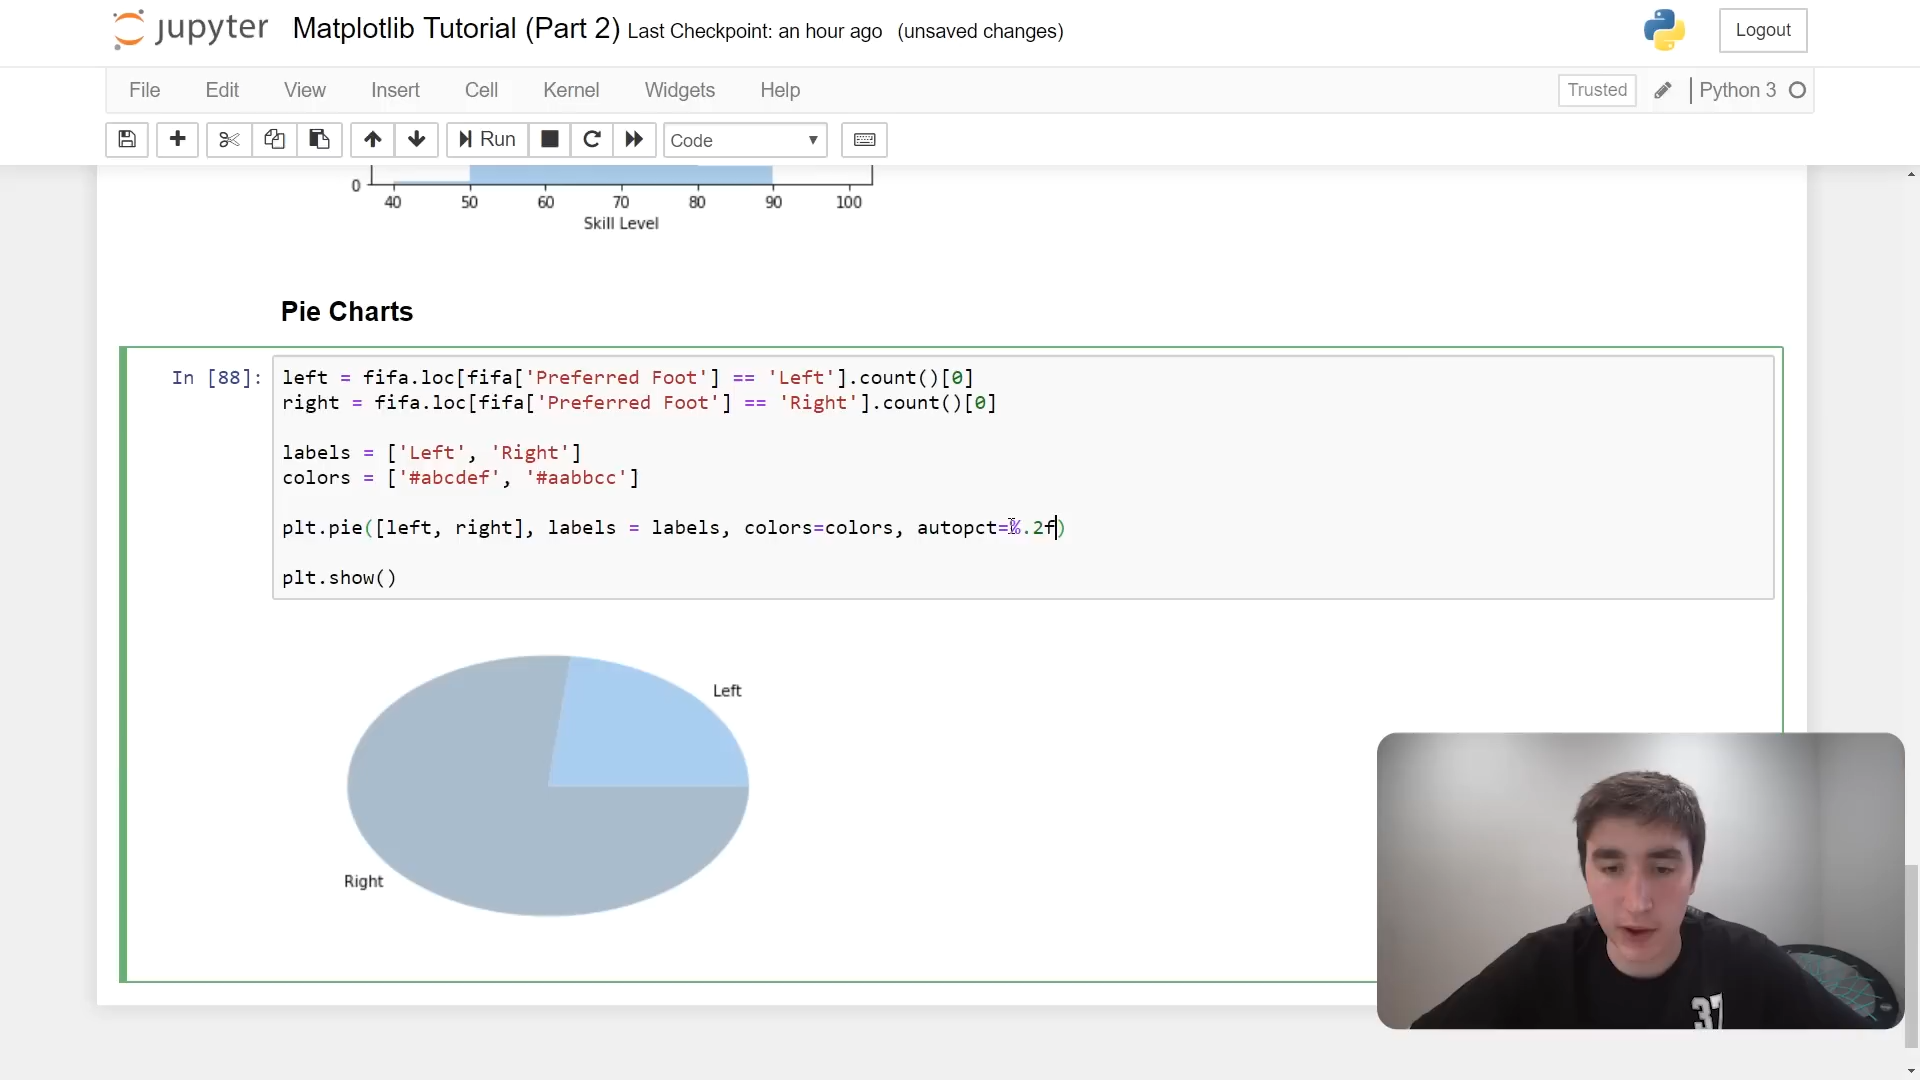 jupyter Matplotlib Tutorial (Part 2) Last Checkpoint: an hour ago (unsaved changes) Logout
File Edit View Insert Cell Kernel Widgets Help Trusted Python 3
Run Code
0
40 50 60 70 80 90 100
Skill Level
Pie Charts
In [88]:
left = fifa.loc[fifa['Preferred Foot'] == 'Left'].count()[0]
right = fifa.loc[fifa['Preferred Foot'] == 'Right'].count()[0]
labels = ['Left', 'Right']
colors = ['#abcdef', '#aabbcc']
plt.pie([left, right], labels = labels, colors=colors, autopct=%.2f)
plt.show()
Left
Right
37